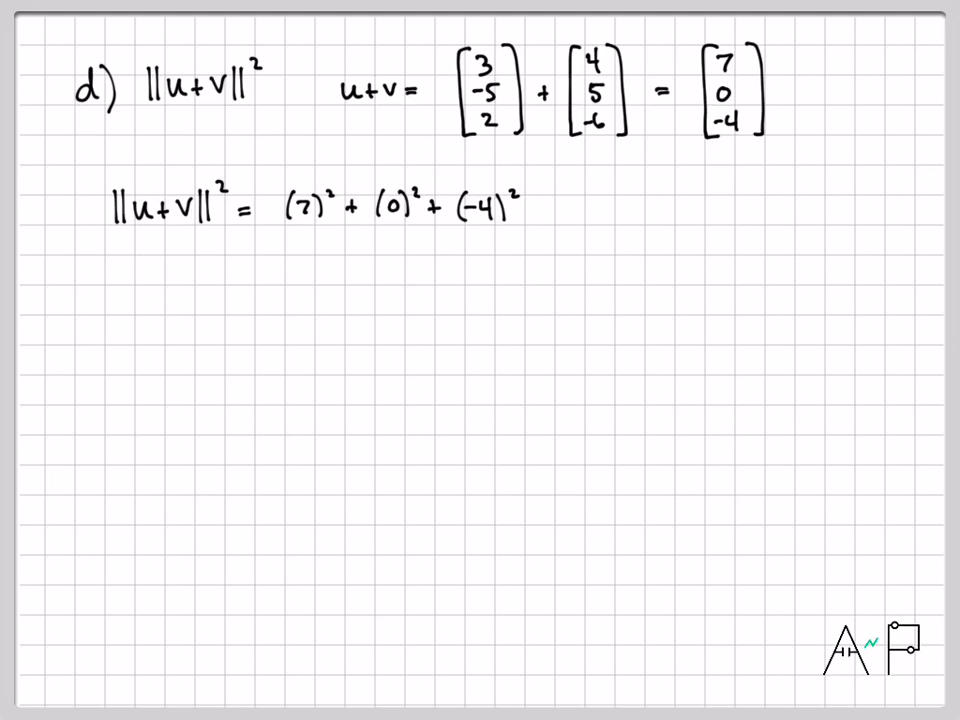 d) ||u+v||² u+v = [3 -5 2] + [4 5 -6] = [7 0 -4]
||u+v||² = (7)² + (0)² + (-4)²
A P